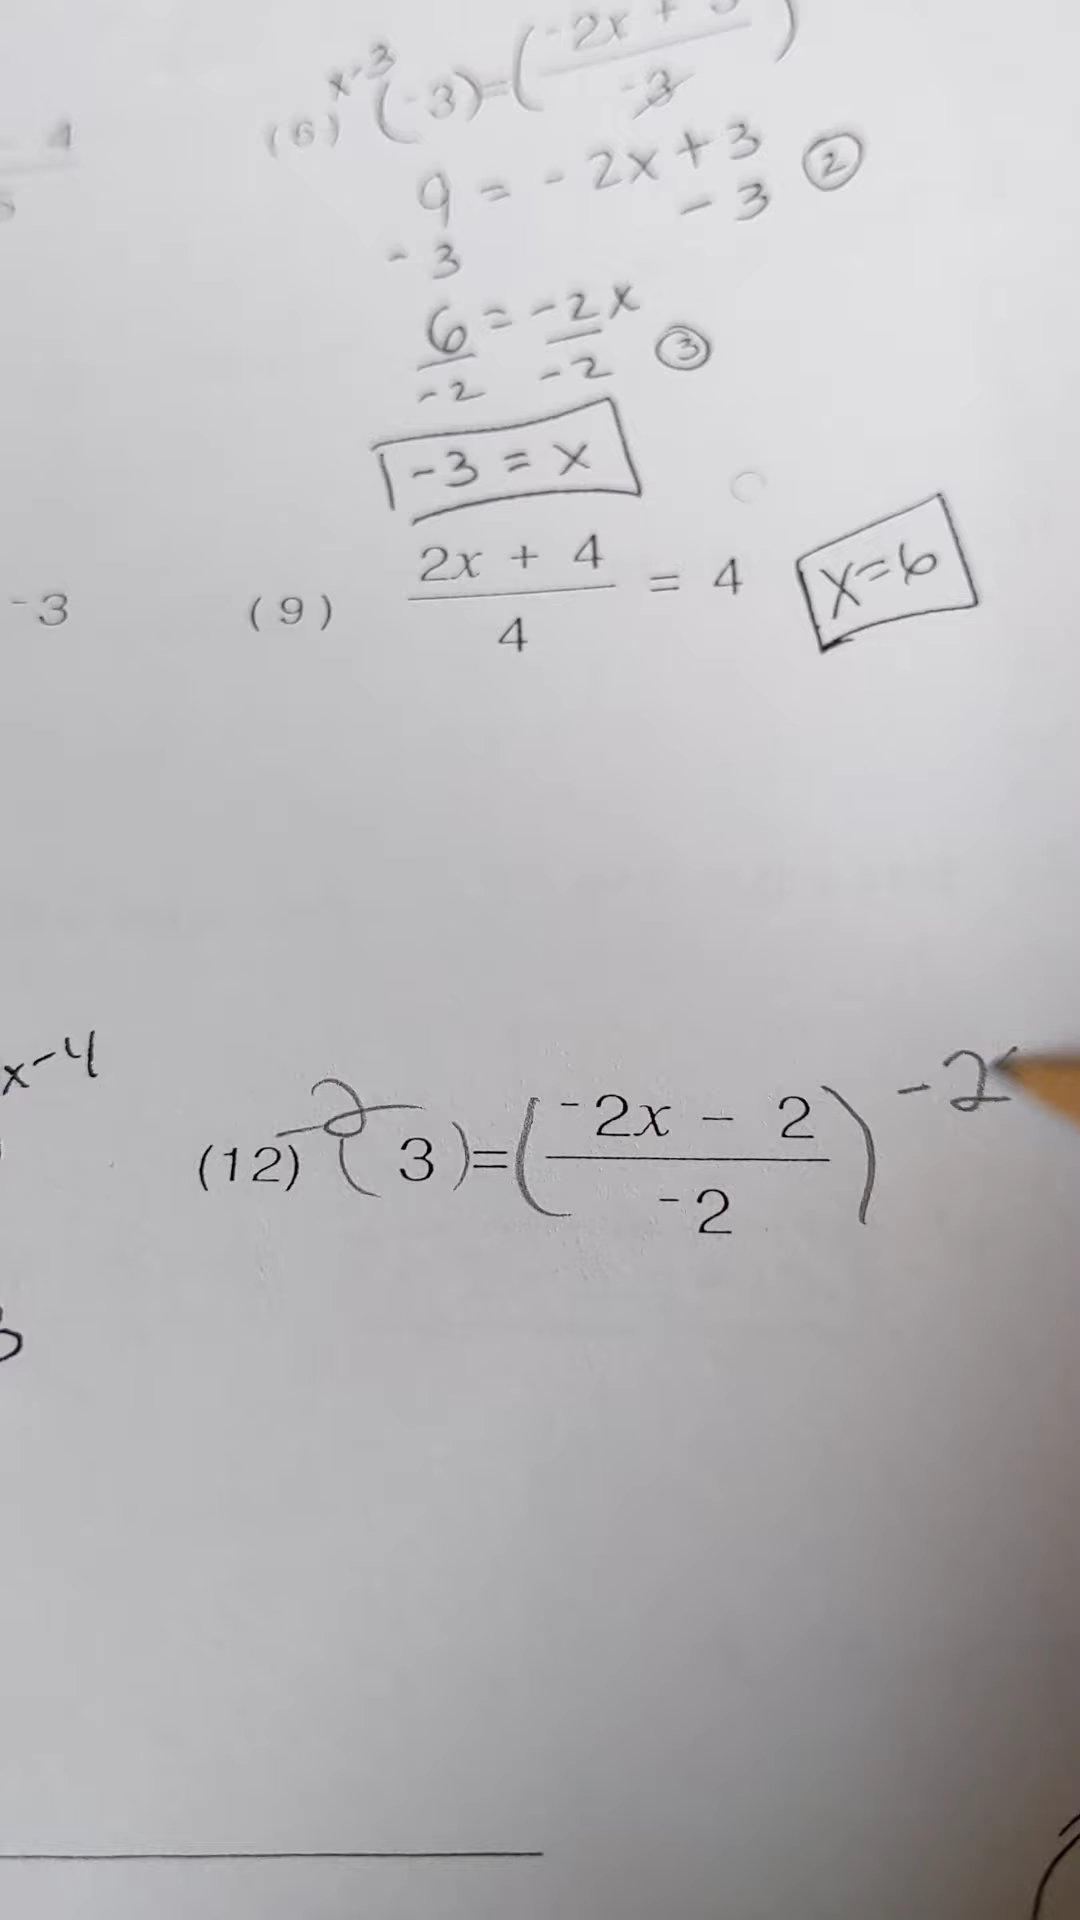 4
x-3
(6) (-3)=(-2x +
-3)
9 = -2x + 3 ②
-3 -3
6 = -2x
-2 -2 ③
-3 = x
-3
(9) 2x + 4
4
= 4
x=6
x-4
(12) -2(3)=(-2x - 2
-2) -2
3